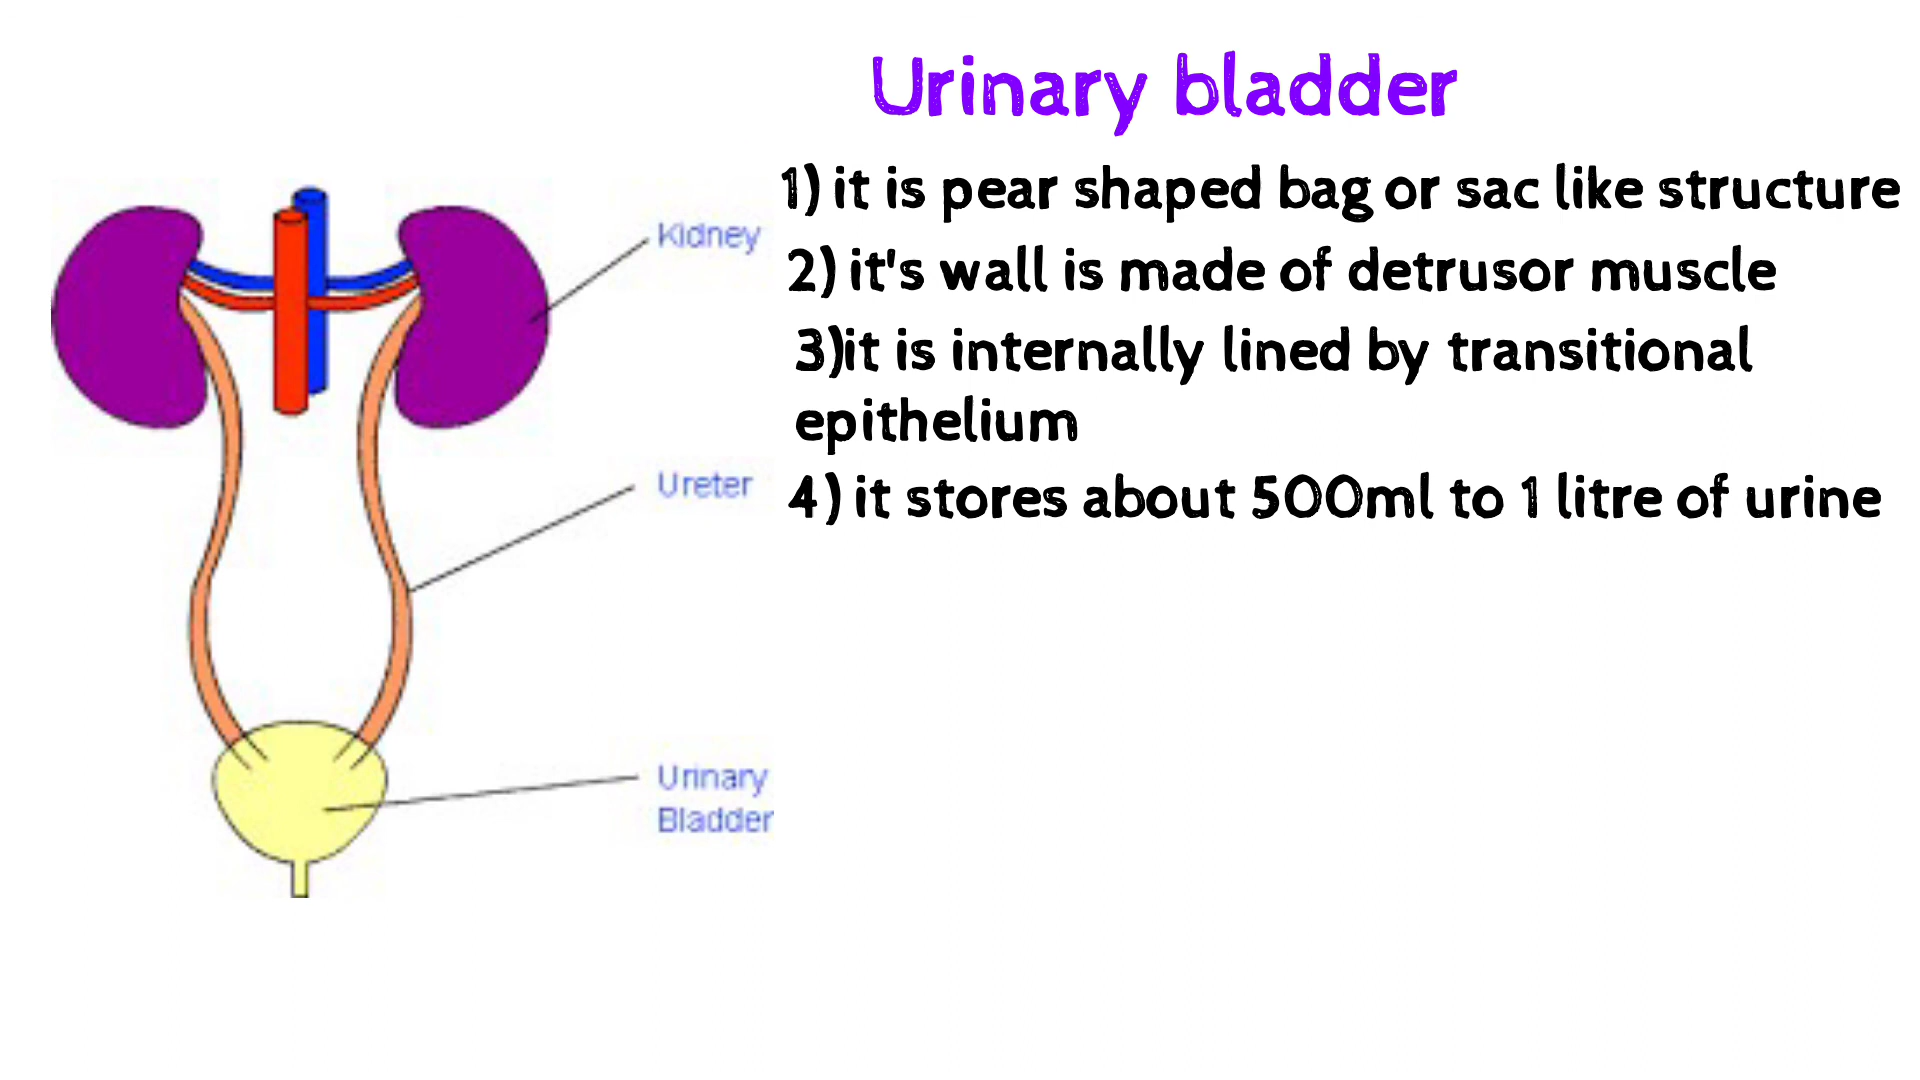 Urinary bladder
1) it is pear shaped bag or sac like structure
2) it's wall is made of detrusor muscle
3)it is internally lined by transitional
epithelium
4) it stores about 500ml to 1 litre of urine
Kidney
Ureter
Urinary
Bladder